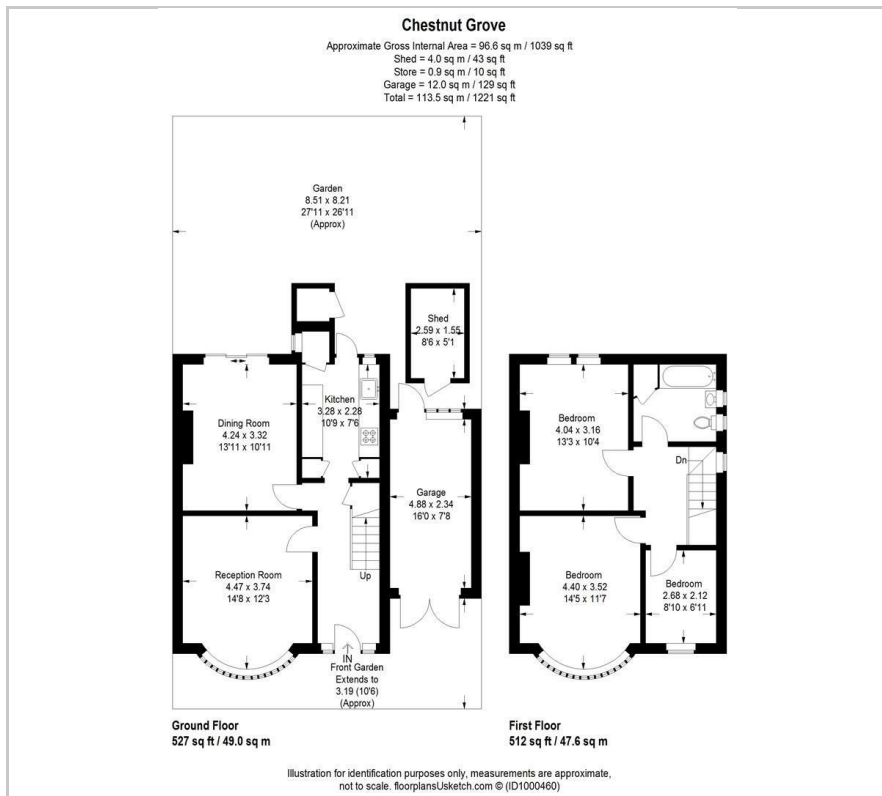 Chestnut Grove
Approximate Gross Internal Area = 96.6 sq m / 1039 sq ft
Shed = 4.0 sq m / 43 sq ft
Store = 0.9 sq m / 10 sq ft
Garage = 12.0 sq m / 129 sq ft
Total = 113.5 sq m / 1221 sq ft
Garden
8.51 x 8.21
27'11 x 26'11
(Approx)
Shed
2.59 x 1.55
8'6 x 5'1
Kitchen
3.28 x 2.28
10'9 x 7'6
Dining Room
4.24 x 3.32
13'11 x 10'11
Garage
4.88 x 2.34
16'0 x 7'8
Reception Room
4.47 x 3.74
14'8 x 12'3
Up
IN
Front Garden
Extends to
3.19 (10'6)
(Approx)
Bedroom
4.04 x 3.16
13'3 x 10'4
Dn
Bedroom
4.40 x 3.52
14'5 x 11'7
Bedroom
2.68 x 2.12
8'10 x 6'11
Ground Floor
527 sq ft / 49.0 sq m
First Floor
512 sq ft / 47.6 sq m
Illustration for identification purposes only, measurements are approximate,
not to scale. floorplansUsketch.com © (ID1000460)